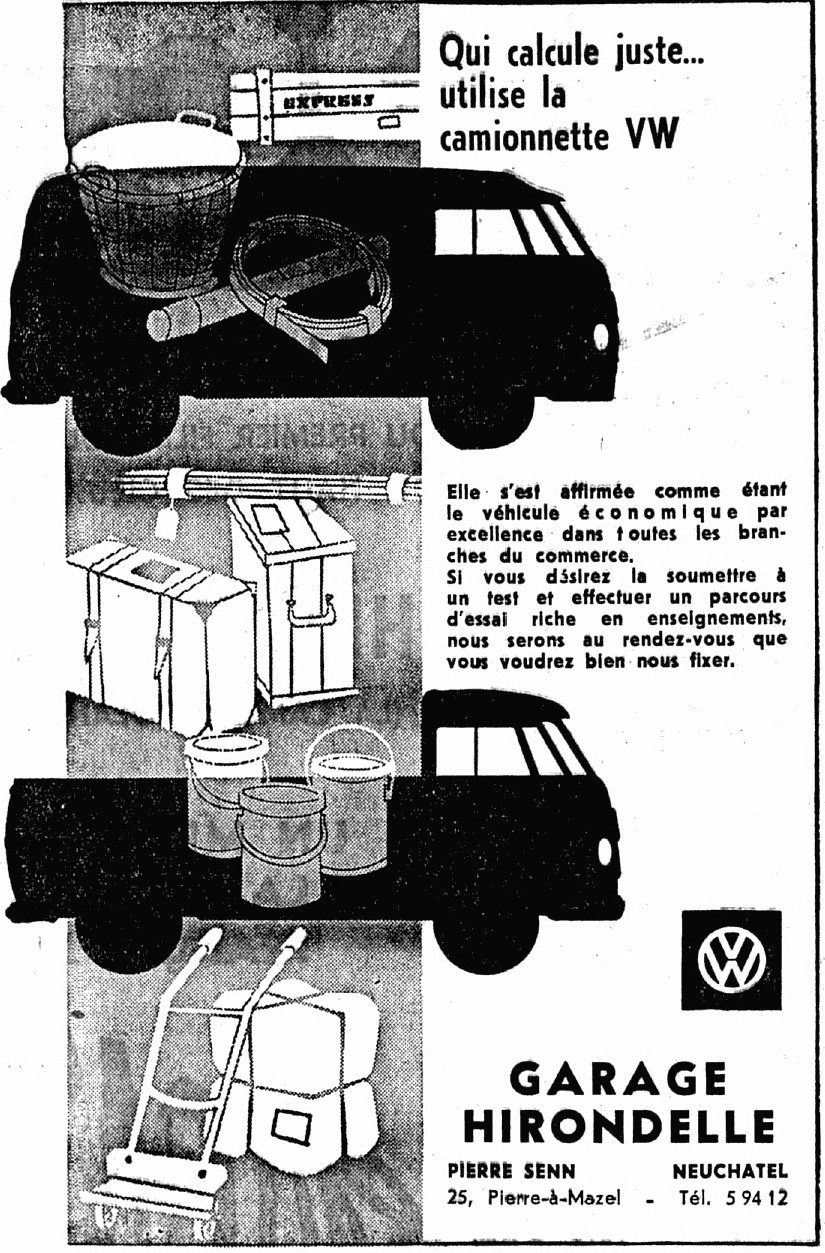 Qui calcule juste...
utilise la
camionnette VW
EXPRESS
Elle s'est affirmée comme étant
le véhicule économique par
excellence dans toutes les bran-
ches du commerce.
Si vous désirez la soumettre à
un test et effectuer un parcours
d'essai riche en enseignements,
nous serons au rendez-vous que
vous voudrez bien nous fixer.
VW
GARAGE
HIRONDELLE
PIERRE SENN NEUCHATEL
25, Pierre-à-Mazel - Tél. 5 94 12